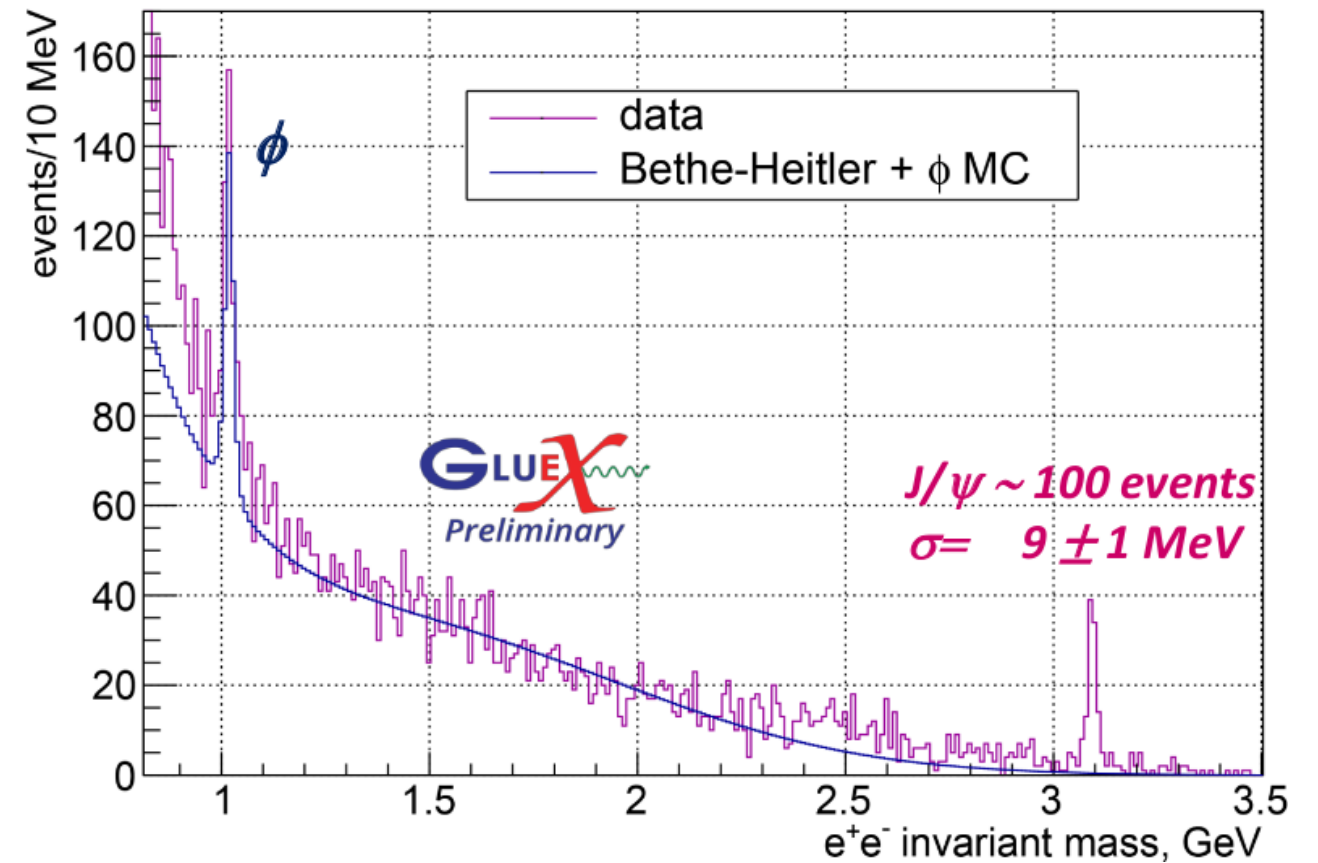 events/10 MeV
160
140
120
100
80
60
40
20
0
data
Bethe-Heitler + ϕ MC
ϕ
GLUEX
Preliminary
J/ψ ~ 100 events
σ= 9 ±1 MeV
1 1.5 2 2.5 3 3.5
e⁺e⁻ invariant mass, GeV